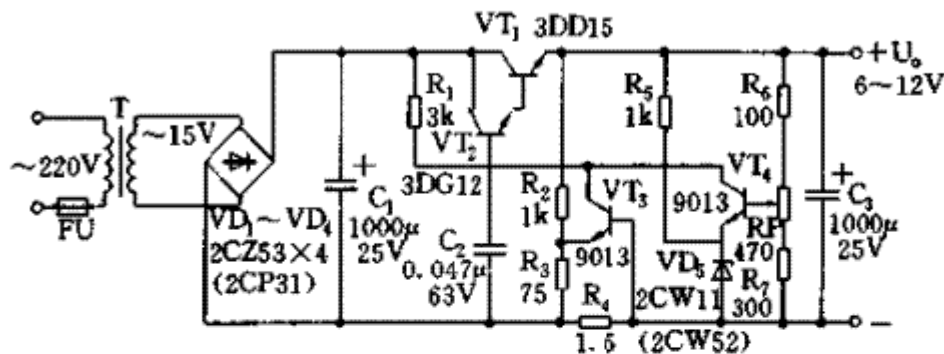 VT₁ 3DD15
+ Uₒ
6～12V
T
～15V
R₁
3k
R₅
1k
R₆
100
～220V
VT₂
3DG12
VT₃
VT₄
FU
VD₁～VD₄
2CZ53×4
(2CP31)
+
C₁
1000μ
25V
C₂
0.047μ
63V
R₂
1k
R₃
75
9013
9013
RP
470
+
C₃
1000μ
25V
VD₅
2CW11
(2CW52)
R₇
300
R₄
−